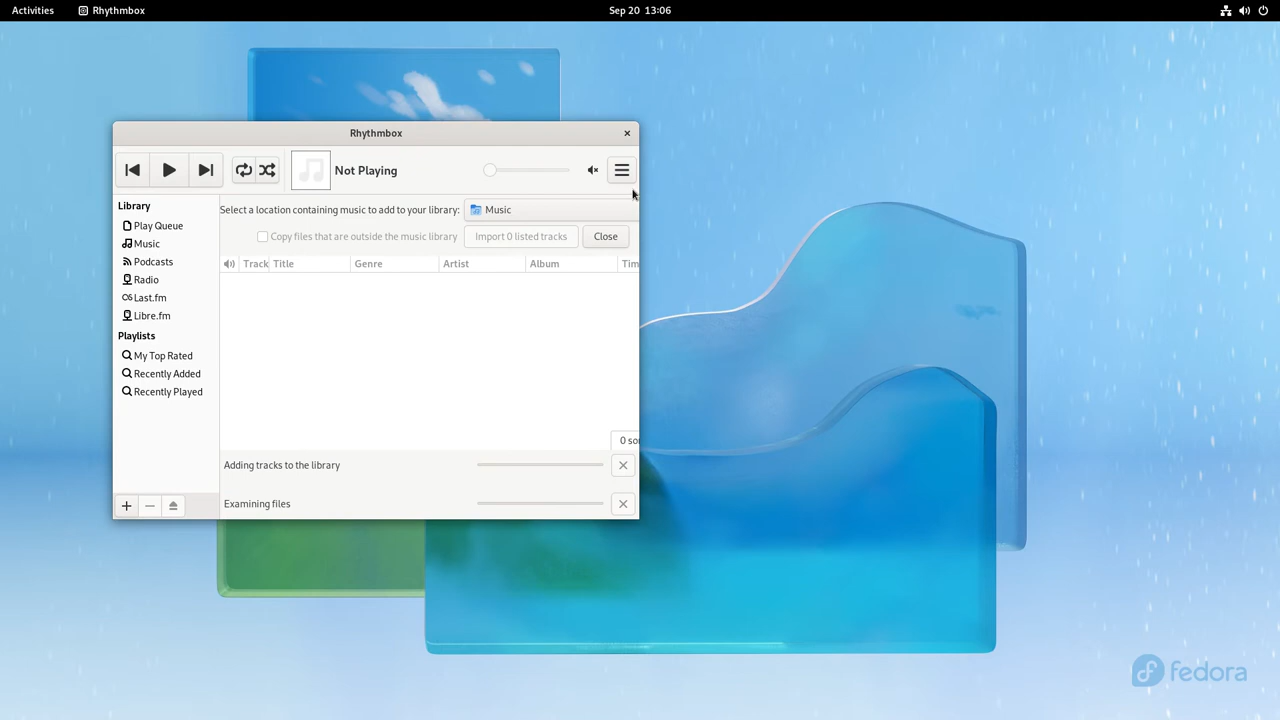 Activities Rhythmbox Sep 20 13:06
Rhythmbox
Not Playing
Library
Play Queue
Music
Podcasts
Radio
Last.fm
Libre.fm
Playlists
My Top Rated
Recently Added
Recently Played
Select a location containing music to add to your library: Music
Copy files that are outside the music library Import 0 listed tracks Close
Track Title Genre Artist Album Tim
0 so
Adding tracks to the library
Examining files
fedora